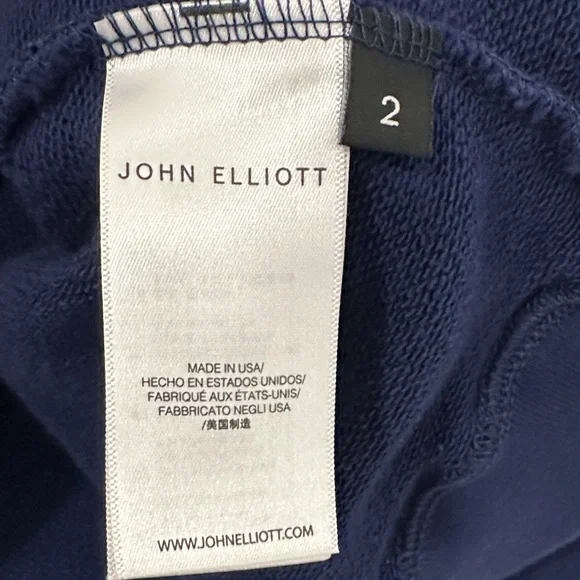 2
JOHN ELLIOTT
MADE IN USA/
HECHO EN ESTADOS UNIDOS/
FABRIQUÉ AUX ÉTATS-UNIS/
FABBRICATO NEGLI USA
/美国制造
WWW.JOHNELLIOTT.COM